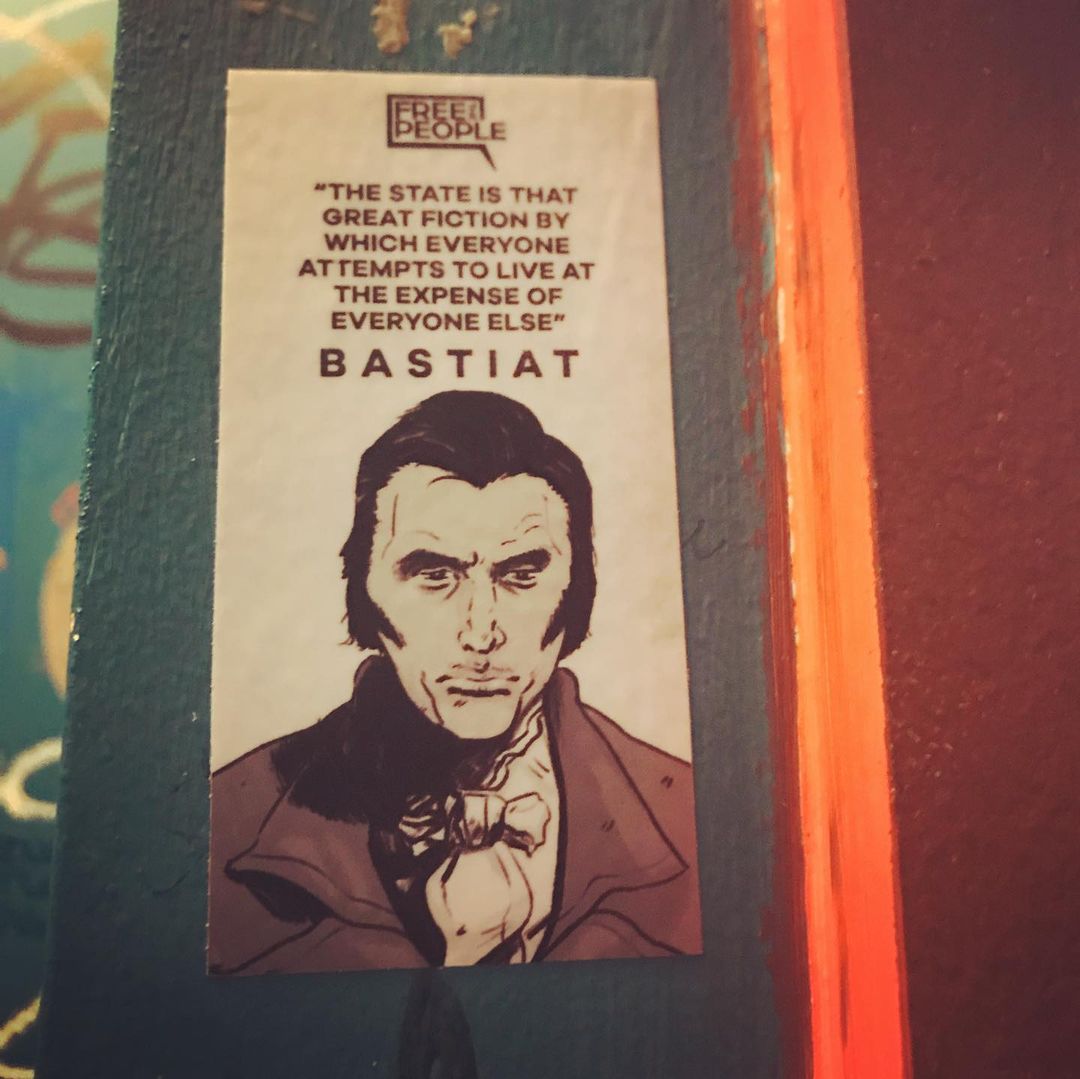 FREE THE
PEOPLE
“THE STATE IS THAT
GREAT FICTION BY
WHICH EVERYONE
ATTEMPTS TO LIVE AT
THE EXPENSE OF
EVERYONE ELSE”
BASTIAT